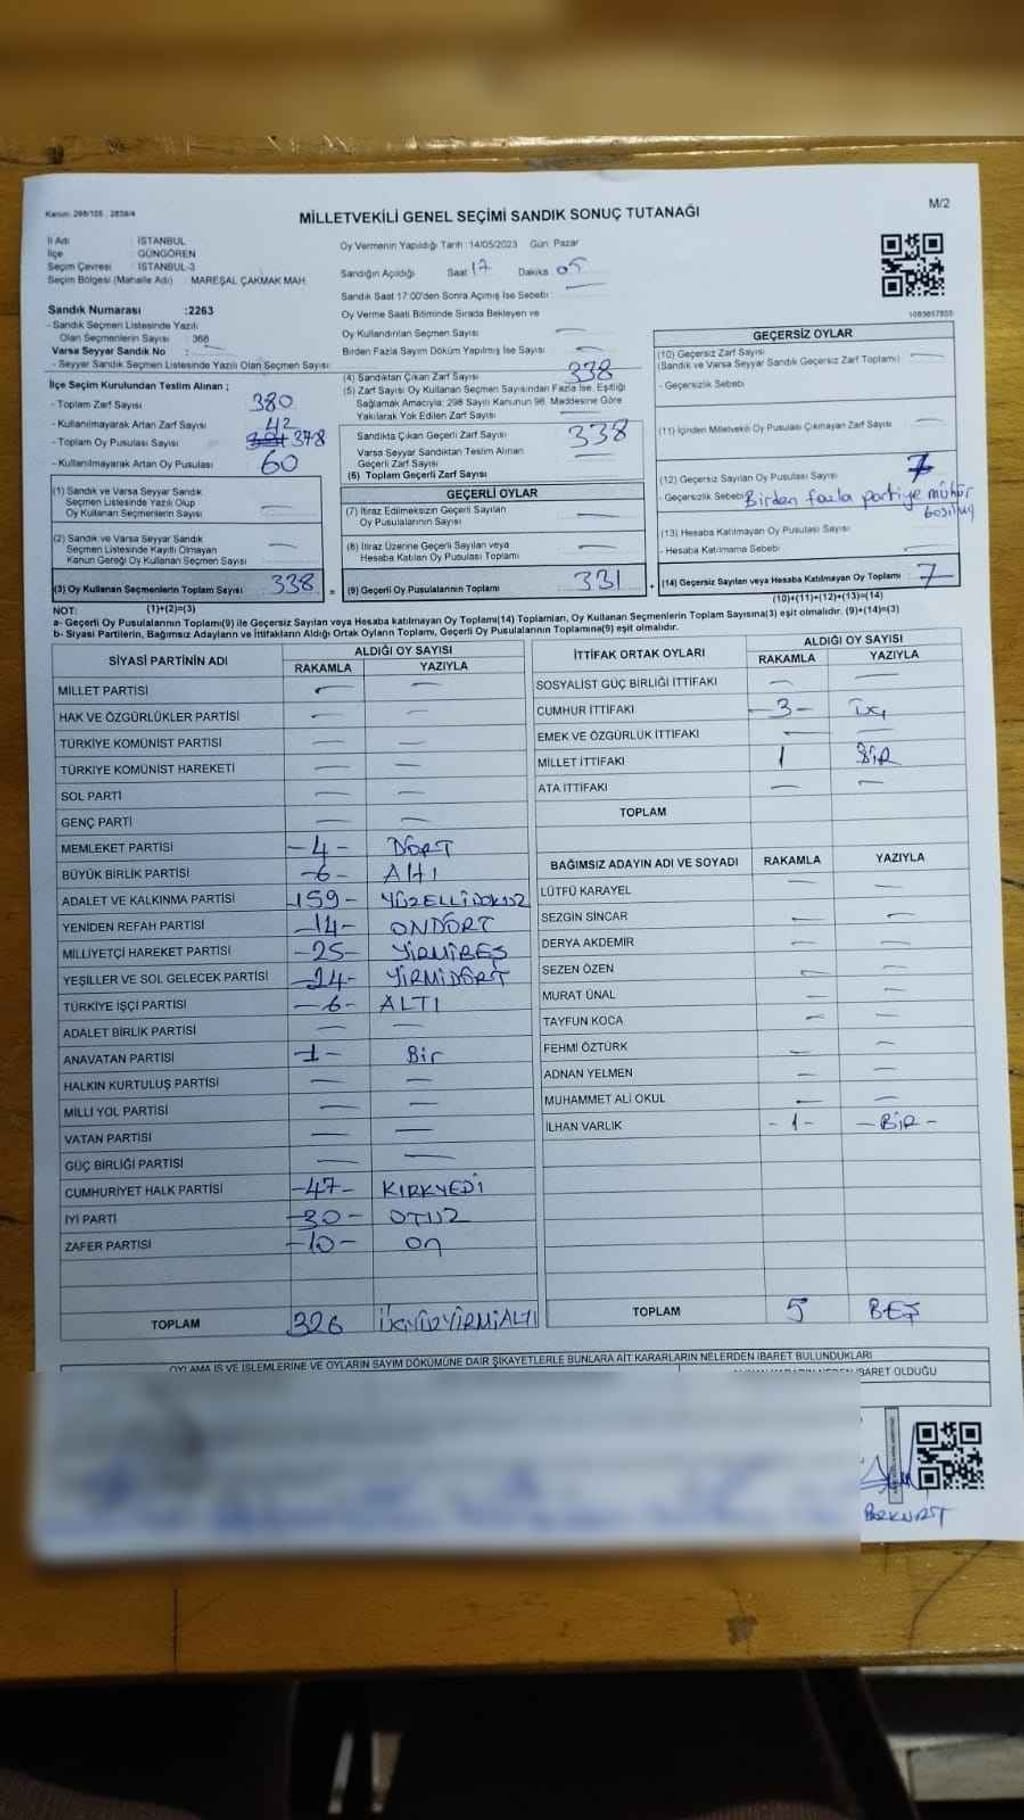 Kanun: 298/105 , 2839/4
MİLLETVEKİLİ GENEL SEÇİMİ SANDIK SONUÇ TUTANAĞI
M/2
İl Adı : İSTANBUL
İlçe : GÜNGÖREN
Seçim Çevresi : İSTANBUL-3
Seçim Bölgesi (Mahalle Adı) : MAREŞAL ÇAKMAK MAH.
Sandık Numarası :2263
- Sandık Seçmen Listesinde Yazılı
Olan Seçmenlerin Sayısı : 368
Varsa Seyyar Sandık No :
- Seyyar Sandık Seçmen Listesinde Yazılı Olan Seçmen Sayısı
İlçe Seçim Kurulundan Teslim Alınan ;
- Toplam Zarf Sayısı 380
- Kullanılmayarak Artan Zarf Sayısı 42
- Toplam Oy Pusulası Sayısı 378
- Kullanılmayarak Artan Oy Pusulası 60
(1) Sandık ve Varsa Seyyar Sandık
Seçmen Listesinde Yazılı Olup
Oy Kullanan Seçmenlerin Sayısı —
(2) Sandık ve Varsa Seyyar Sandık
Seçmen Listesinde Kayıtlı Olmayan
Kanun Gereği Oy Kullanan Seçmen Sayısı —
(3) Oy Kullanan Seçmenlerin Toplam Sayısı 338
Oy Vermenin Yapıldığı Tarih :14/05/2023 Gün: Pazar
Sandığın Açıldığı Saat 17 Dakika 05
Sandık Saat 17:00'den Sonra Açılmış İse Sebebi —
Oy Verme Saati Bitiminde Sırada Bekleyen ve
Oy Kullandırılan Seçmen Sayısı —
Birden Fazla Sayım Döküm Yapılmış İse Sayısı —
(4) Sandıktan Çıkan Zarf Sayısı 338
(5) Zarf Sayısı Oy Kullanan Seçmen Sayısından Fazla İse, Eşitliği
Sağlamak Amacıyla; 298 Sayılı Kanunun 98. Maddesine Göre
Yakılarak Yok Edilen Zarf Sayısı —
Sandıkta Çıkan Geçerli Zarf Sayısı 338
Varsa Seyyar Sandıktan Teslim Alınan
Geçerli Zarf Sayısı —
(6) Toplam Geçerli Zarf Sayısı
GEÇERLİ OYLAR
(7) İtiraz Edilmeksizin Geçerli Sayılan
Oy Pusulalarının Sayısı —
(8) İtiraz Üzerine Geçerli Sayılan veya
Hesaba Katılan Oy Pusulası Toplamı —
(9) Geçerli Oy Pusulalarının Toplamı 331
1083657855
GEÇERSİZ OYLAR
(10) Geçersiz Zarf Sayısı
(Sandık ve Varsa Seyyar Sandık Geçersiz Zarf Toplamı) —
- Geçersizlik Sebebi
(11) İçinden Milletvekili Oy Pusulası Çıkmayan Zarf Sayısı —
(12) Geçersiz Sayılan Oy Pusulası Sayısı 7
- Geçersizlik Sebebi Birden fazla partiye mühür
(13) Hesaba Katılmayan Oy Pusulası Sayısı
- Hesaba Katılmama Sebebi —
(14) Geçersiz Sayılan veya Hesaba Katılmayan Oy Toplamı 7
(10)+(11)+(12)+(13)=(14)
NOT: (1)+(2)=(3)
a- Geçerli Oy Pusulalarının Toplamı(9) ile Geçersiz Sayılan veya Hesaba katılmayan Oy Toplamı(14) Toplamları, Oy Kullanan Seçmenlerin Toplam Sayısına(3) eşit olmalıdır. (9)+(14)=(3)
b- Siyasi Partilerin, Bağımsız Adayların ve İttifakların Aldığı Ortak Oyların Toplamı, Geçerli Oy Pusulalarının Toplamına(9) eşit olmalıdır.
SİYASİ PARTİNİN ADI ALDIĞI OY SAYISI
RAKAMLA YAZIYLA
MİLLET PARTİSİ — —
HAK VE ÖZGÜRLÜKLER PARTİSİ — —
TÜRKİYE KOMÜNİST PARTİSİ — —
TÜRKİYE KOMÜNİST HAREKETİ — —
SOL PARTİ — —
GENÇ PARTİ — —
MEMLEKET PARTİSİ -4- DÖRT
BÜYÜK BİRLİK PARTİSİ -6- Altı
ADALET VE KALKINMA PARTİSİ 159- YÜZELLİDOKUZ
YENİDEN REFAH PARTİSİ -14- ONDÖRT
MİLLİYETÇİ HAREKET PARTİSİ -25- YİRMİBEŞ
YEŞİLLER VE SOL GELECEK PARTİSİ -24- YİRMİDÖRT
TÜRKİYE İŞÇİ PARTİSİ -6- ALTI
ADALET BİRLİK PARTİSİ — —
ANAVATAN PARTİSİ -1- Bir
HALKIN KURTULUŞ PARTİSİ — —
MİLLİ YOL PARTİSİ — —
VATAN PARTİSİ — —
GÜÇ BİRLİĞİ PARTİSİ — —
CUMHURİYET HALK PARTİSİ -47- KIRKYEDİ
İYİ PARTİ -30- OTUZ
ZAFER PARTİSİ -10- On
TOPLAM 326 ÜÇYÜZYİRMİALTI
İTTİFAK ORTAK OYLARI ALDIĞI OY SAYISI
RAKAMLA YAZIYLA
SOSYALİST GÜÇ BİRLİĞİ İTTİFAKI — —
CUMHUR İTTİFAKI -3- Üç
EMEK VE ÖZGÜRLÜK İTTİFAKI — —
MİLLET İTTİFAKI 1 BİR
ATA İTTİFAKI — —
TOPLAM
BAĞIMSIZ ADAYIN ADI VE SOYADI RAKAMLA YAZIYLA
LÜTFÜ KARAYEL — —
SEZGİN SİNCAR — —
DERYA AKDEMİR — —
SEZEN ÖZEN — —
MURAT ÜNAL — —
TAYFUN KOCA — —
FEHMİ ÖZTÜRK — —
ADNAN YELMEN — —
MUHAMMET ALİ OKUL — —
İLHAN VARLIK -1- -BİR-
TOPLAM 5 BEŞ
OYLAMA İŞ VE İŞLEMLERİNE VE OYLARIN SAYIM DÖKÜMÜNE DAİR ŞİKAYETLERLE BUNLARA AİT KARARLARIN NELERDEN İBARET BULUNDUKLARI
İBARET OLDUĞU